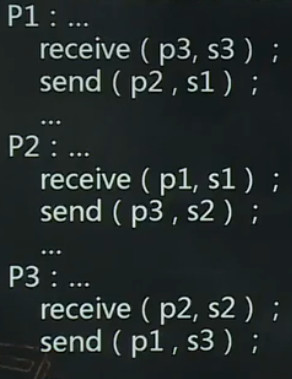 P1 : ...
receive ( p3, s3 ) ;
send ( p2 , s1 ) ;
...
P2 : ...
receive ( p1, s1 ) ;
send ( p3 , s2 ) ;
...
P3 : ...
receive ( p2, s2 ) ;
send ( p1 , s3 ) ;